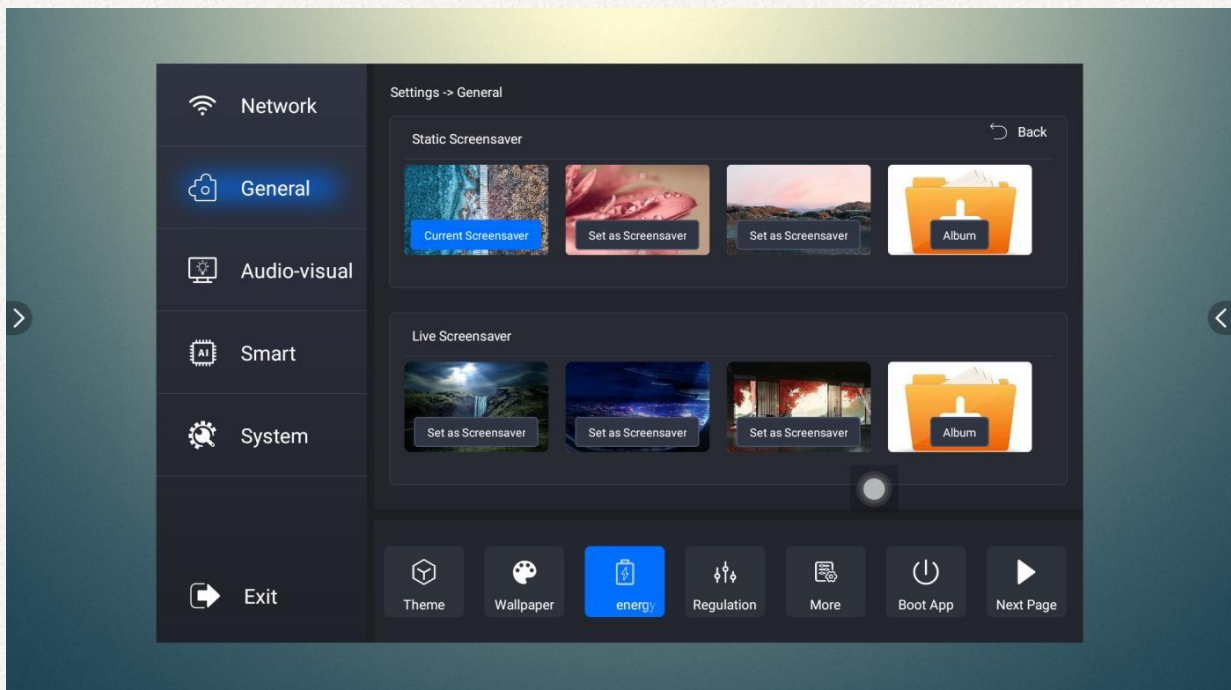 Network
General
Audio-visual
AI
Smart
System
Exit
Settings -> General
Back
Static Screensaver
Current Screensaver
Set as Screensaver
Set as Screensaver
Album
Live Screensaver
Set as Screensaver
Set as Screensaver
Set as Screensaver
Album
Theme
Wallpaper
energy
Regulation
More
Boot App
Next Page